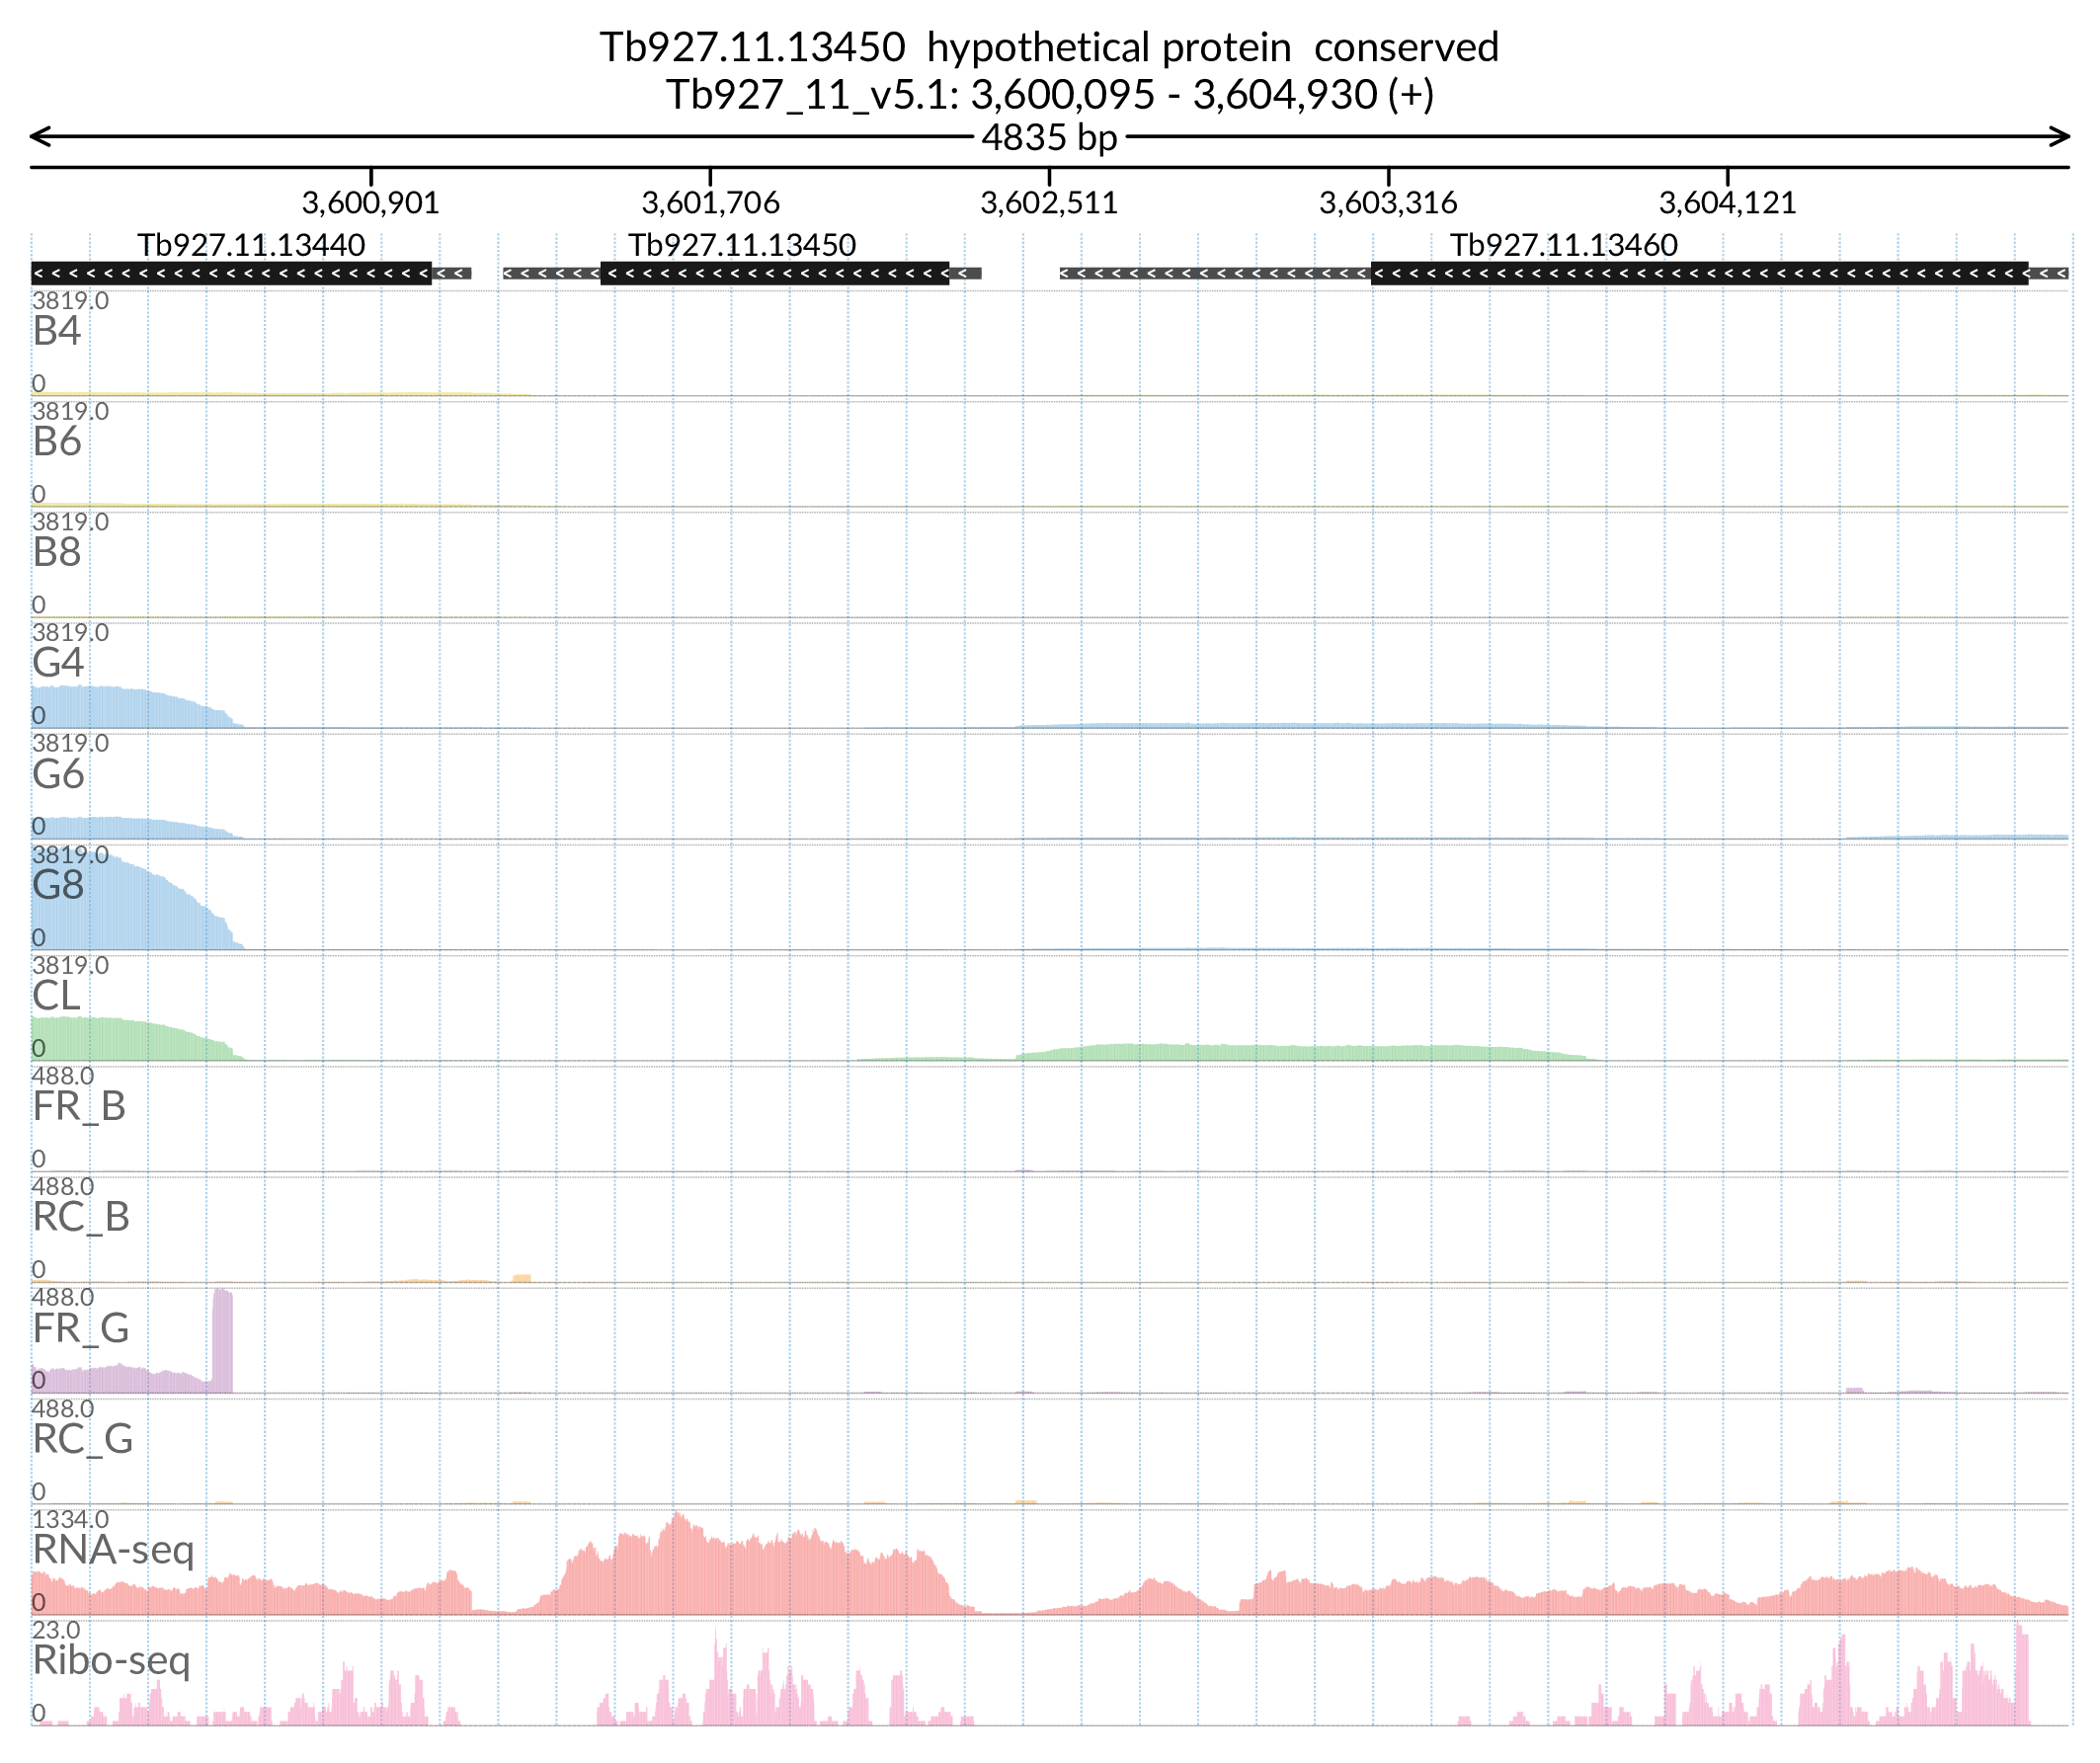 Tb927.11.13450  hypothetical protein  conserved
Tb927_11_v5.1: 3,600,095 - 3,604,930 (+)
4835 bp
3,600,901 3,601,706 3,602,511 3,603,316 3,604,121
Tb927.11.13440 Tb927.11.13450 Tb927.11.13460
3819.0
B4
0
3819.0
B6
0
3819.0
B8
0
3819.0
G4
0
3819.0
G6
0
3819.0
G8
0
3819.0
CL
0
488.0
FR_B
0
488.0
RC_B
0
488.0
FR_G
0
488.0
RC_G
0
1334.0
RNA-seq
0
23.0
Ribo-seq
0